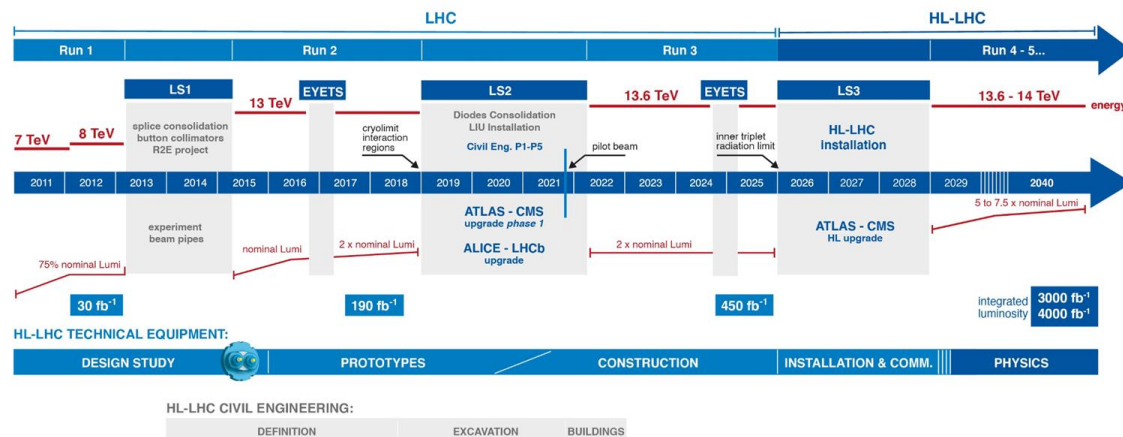 LHC
HL-LHC
Run 1
Run 2
Run 3
Run 4 - 5...
LS1
EYETS
LS2
EYETS
LS3
13 TeV
13.6 TeV
13.6 - 14 TeV
energy
7 TeV
8 TeV
splice consolidation
button collimators
R2E project
cryolimit
interaction
regions
Diodes Consolidation
LIU Installation
Civil Eng. P1-P5
pilot beam
inner triplet
radiation limit
HL-LHC
installation
2011
2012
2013
2014
2015
2016
2017
2018
2019
2020
2021
2022
2023
2024
2025
2026
2027
2028
2029
2040
5 to 7.5 x nominal Lumi
experiment
beam pipes
ATLAS - CMS
upgrade phase 1
ALICE - LHCb
upgrade
ATLAS - CMS
HL upgrade
75% nominal Lumi
nominal Lumi
2 x nominal Lumi
2 x nominal Lumi
30 fb⁻¹
190 fb⁻¹
450 fb⁻¹
integrated
luminosity
3000 fb⁻¹
4000 fb⁻¹
HL-LHC TECHNICAL EQUIPMENT:
DESIGN STUDY
PROTOTYPES
CONSTRUCTION
INSTALLATION & COMM.
PHYSICS
HL-LHC CIVIL ENGINEERING:
DEFINITION
EXCAVATION
BUILDINGS